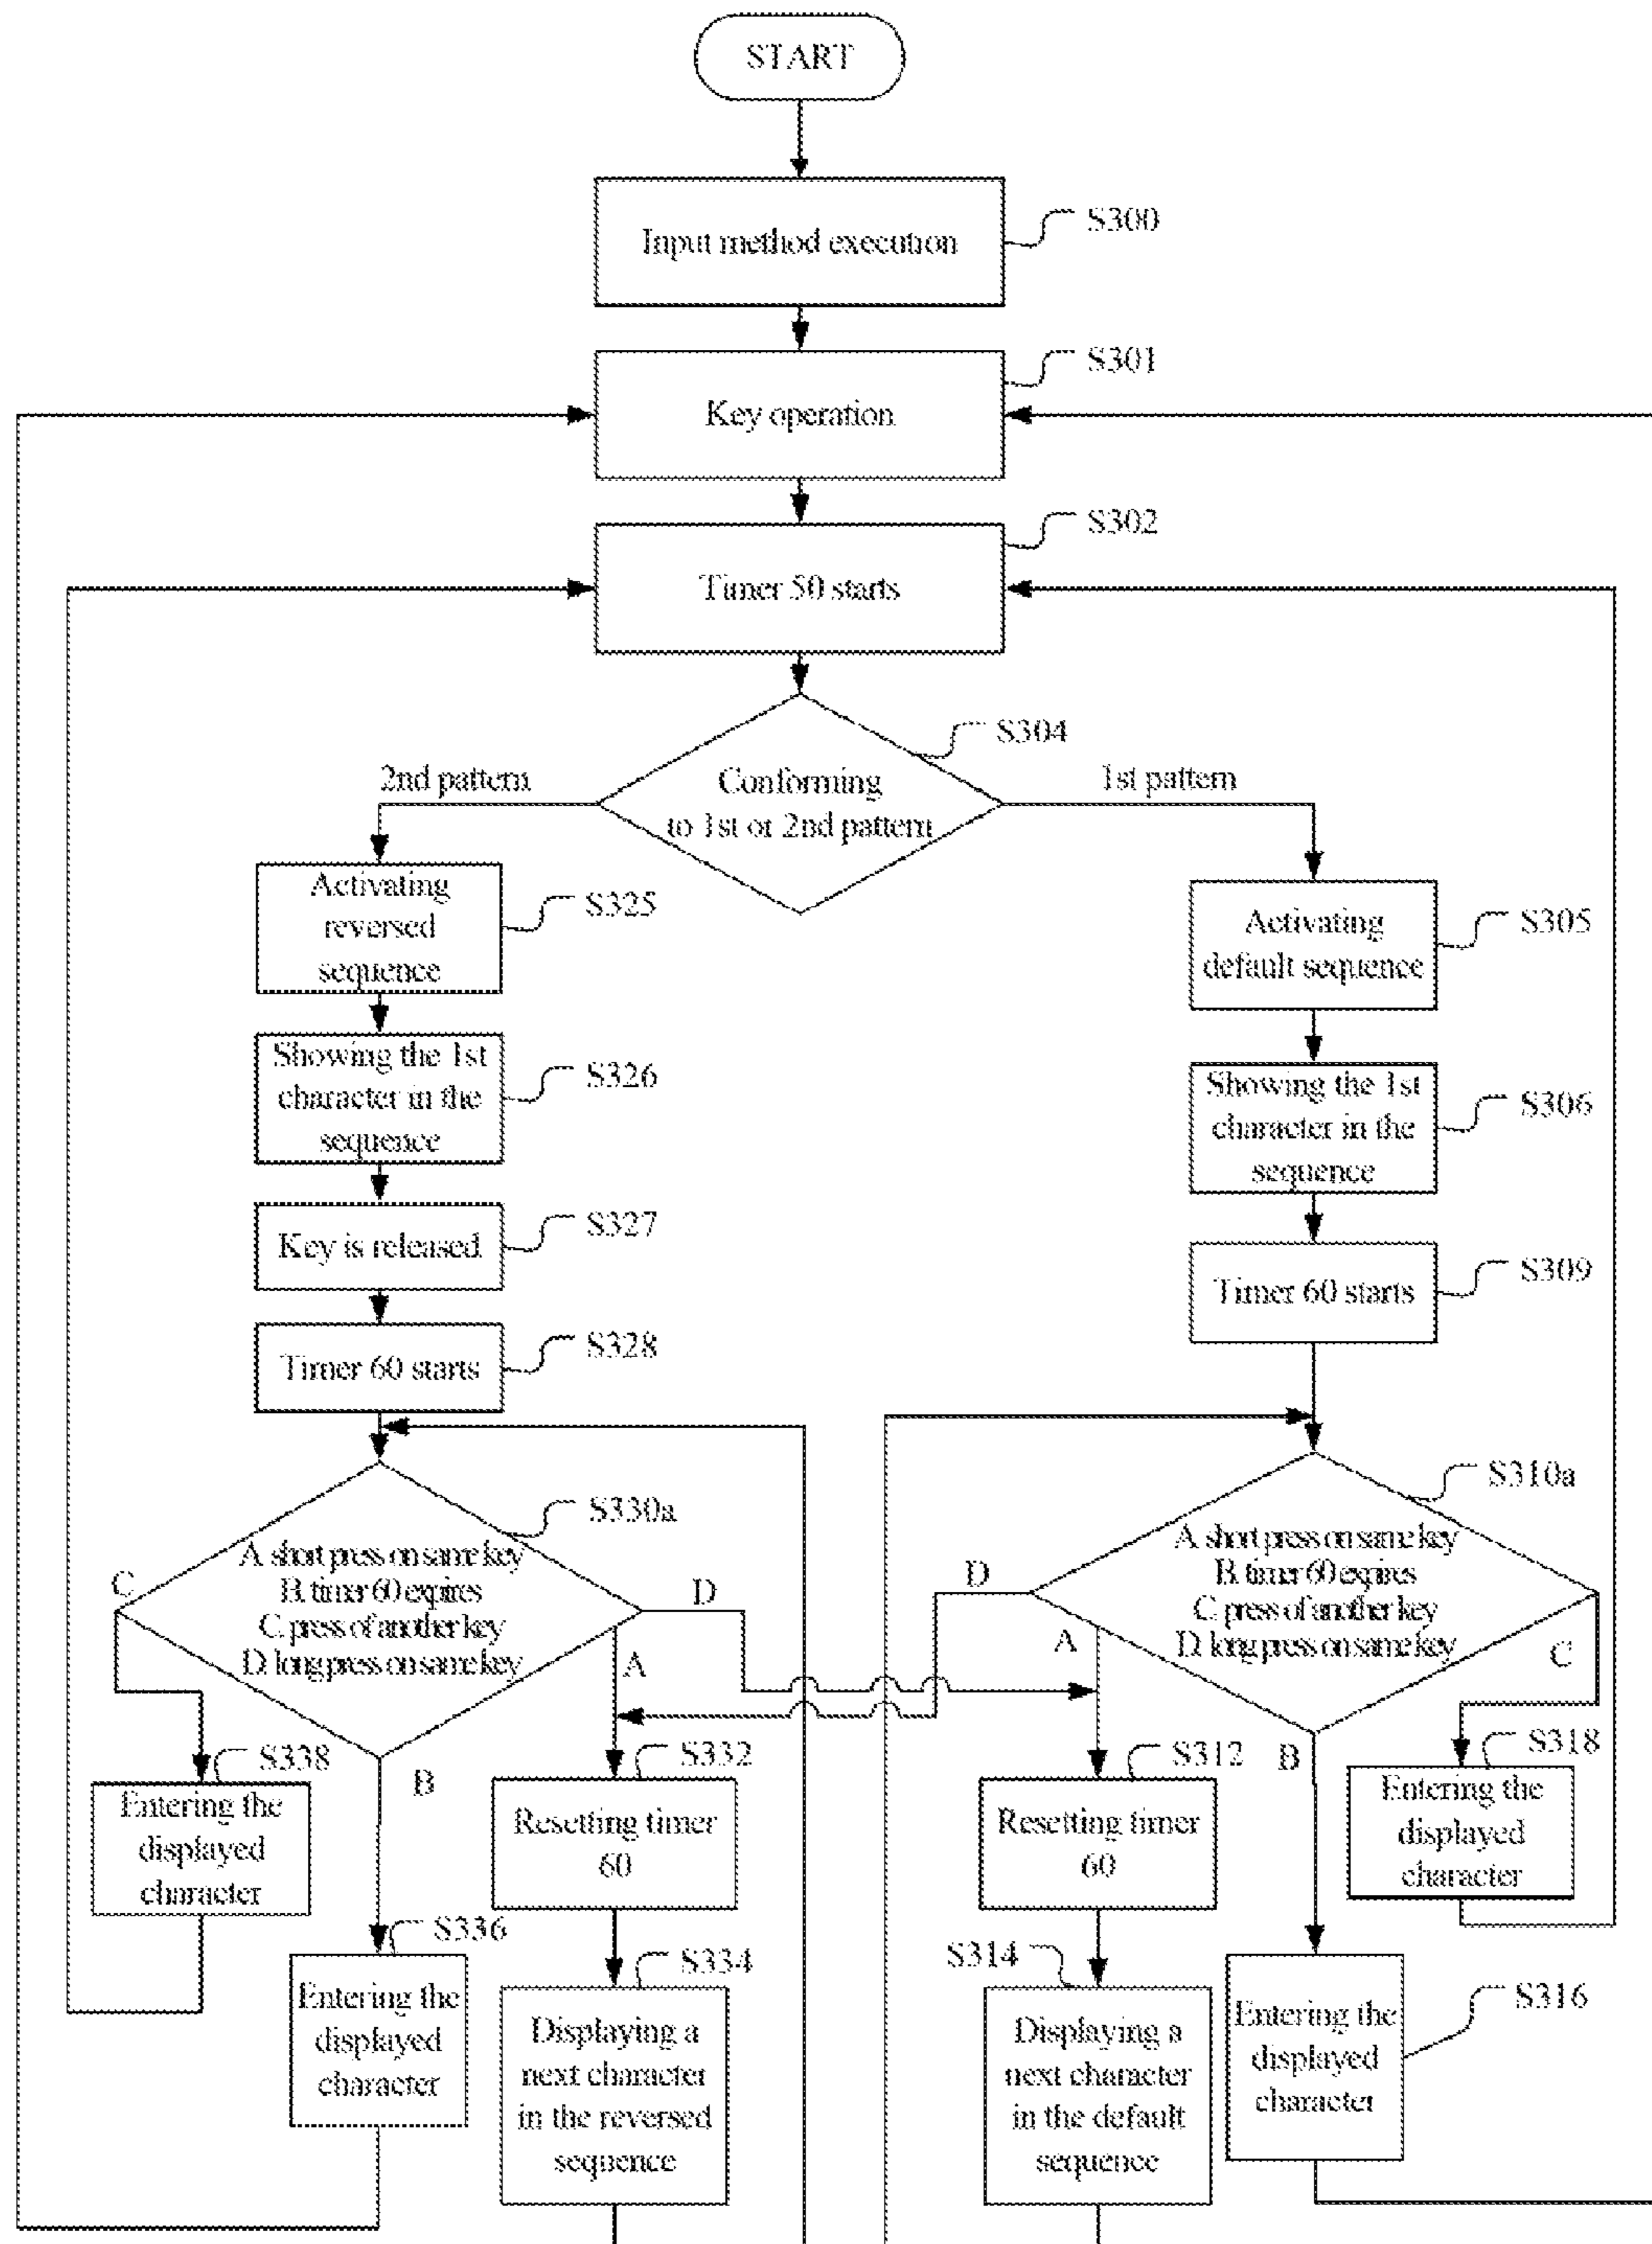 START
Input method execution
S300
Key operation
S301
Timer 50 starts
S302
Conforming
to 1st or 2nd pattern
S304
2nd pattern
1st pattern
Activating
reversed
sequence
S325
Showing the 1st
character in the
sequence
S326
Key is released
S327
Timer 60 starts
S328
Activating
default sequence
S305
Showing the 1st
character in the
sequence
S306
Timer 60 starts
S309
S330a
A. short press on same key
B. timer 60 expires
C. press of another key
D. long press on same key
C
D
A
B
S310a
A. short press on same key
B. timer 60 expires
C. press of another key
D. long press on same key
D
A
B
C
S338
Entering the
displayed
character
S336
Entering the
displayed
character
S332
Resetting timer
60
S334
Displaying a
next character
in the reversed
sequence
S312
Resetting timer
60
S314
Displaying a
next character
in the default
sequence
S318
Entering the
displayed
character
S316
Entering the
displayed
character